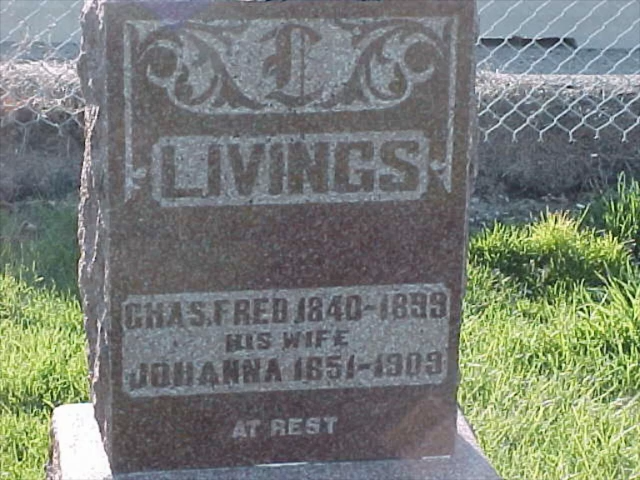 L
LIVINGS
CHAS. FRED 1840-1899
HIS WIFE
JOHANNA 1851-1909
AT REST